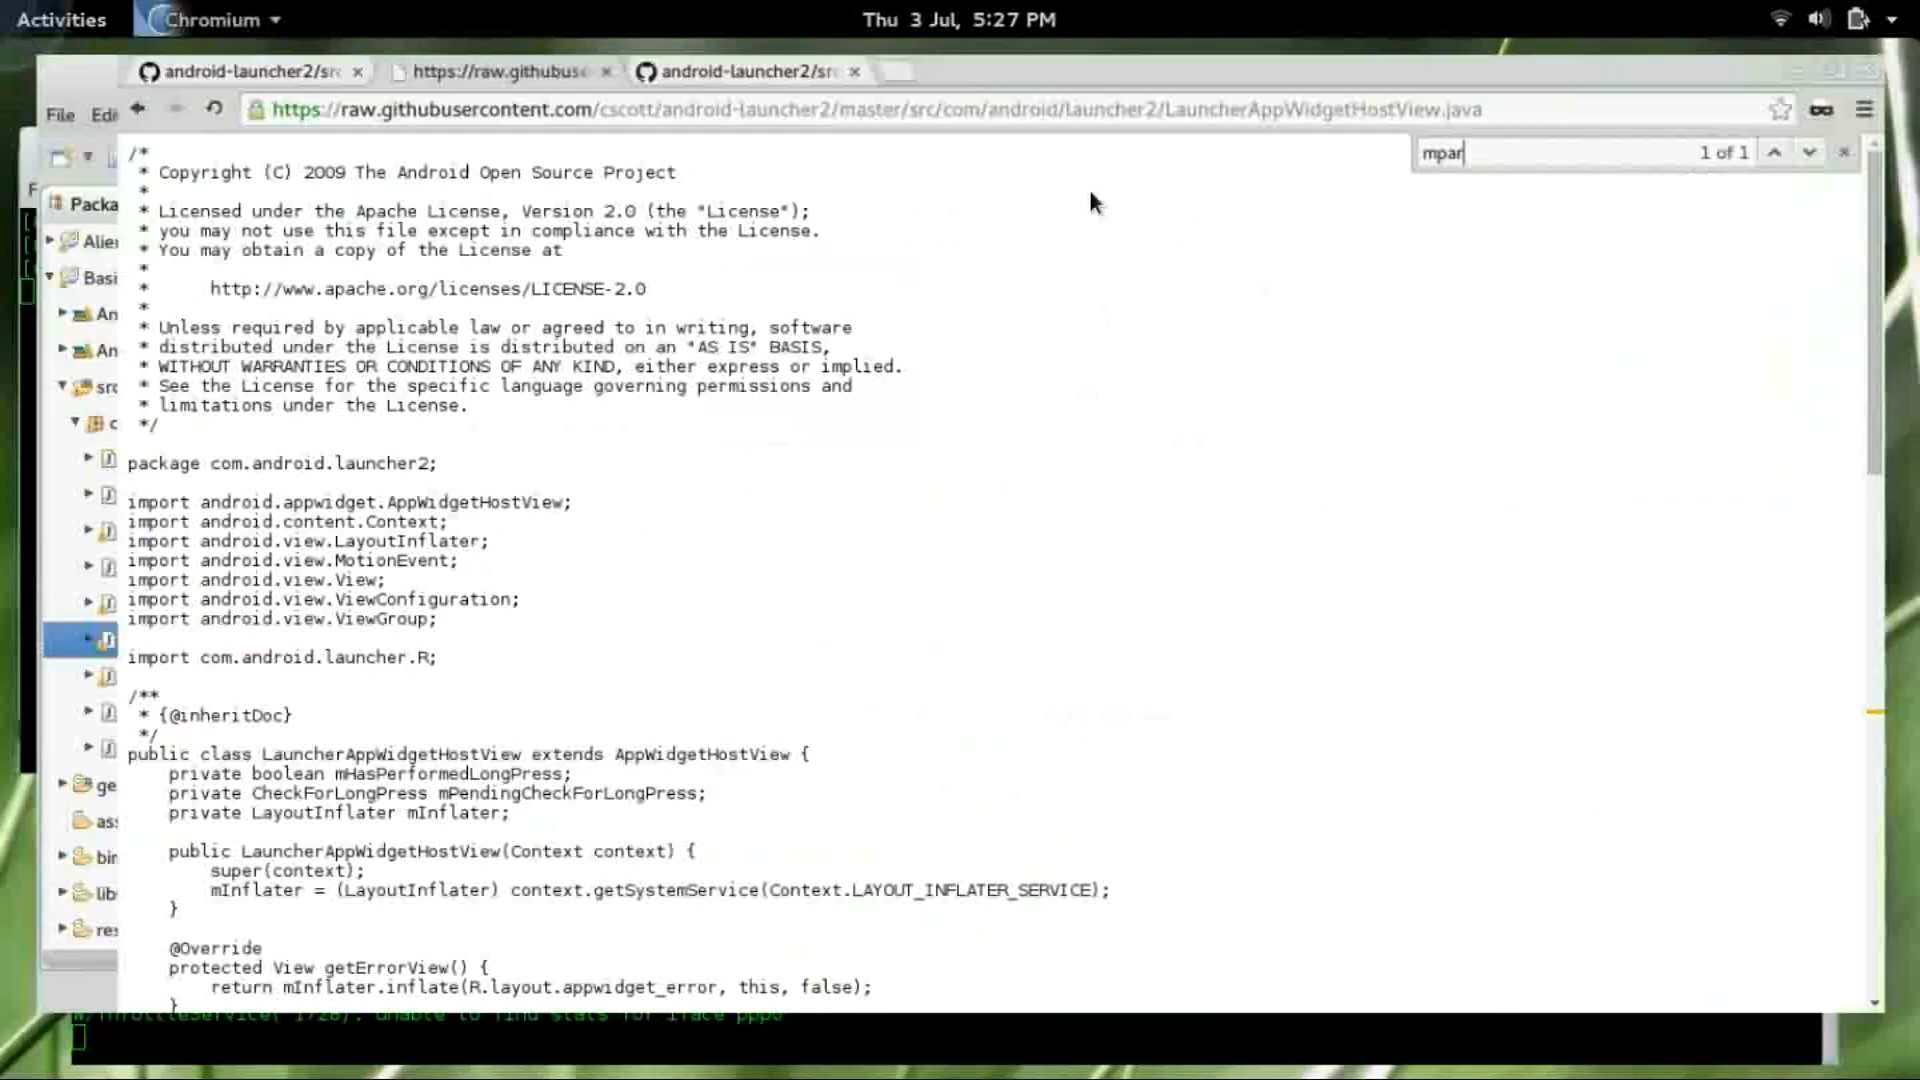 Activities
Chromium
Thu 3 Jul, 5:27 PM
android-launcher2/sr
https://raw.githubuse
android-launcher2/sr
File Edi
https://raw.githubusercontent.com/cscott/android-launcher2/master/src/com/android/launcher2/LauncherAppWidgetHostView.java
mpar
1 of 1
Packa
Alie
Basi
An
An
src
c
ge
as
bin
lib
res
/*
* Copyright (C) 2009 The Android Open Source Project
*
* Licensed under the Apache License, Version 2.0 (the "License");
* you may not use this file except in compliance with the License.
* You may obtain a copy of the License at
*
* http://www.apache.org/licenses/LICENSE-2.0
*
* Unless required by applicable law or agreed to in writing, software
* distributed under the License is distributed on an "AS IS" BASIS,
* WITHOUT WARRANTIES OR CONDITIONS OF ANY KIND, either express or implied.
* See the License for the specific language governing permissions and
* limitations under the License.
*/
package com.android.launcher2;
import android.appwidget.AppWidgetHostView;
import android.content.Context;
import android.view.LayoutInflater;
import android.view.MotionEvent;
import android.view.View;
import android.view.ViewConfiguration;
import android.view.ViewGroup;
import com.android.launcher.R;
/**
* {@inheritDoc}
*/
public class LauncherAppWidgetHostView extends AppWidgetHostView {
private boolean mHasPerformedLongPress;
private CheckForLongPress mPendingCheckForLongPress;
private LayoutInflater mInflater;
public LauncherAppWidgetHostView(Context context) {
super(context);
mInflater = (LayoutInflater) context.getSystemService(Context.LAYOUT_INFLATER_SERVICE);
}
@Override
protected View getErrorView() {
return mInflater.inflate(R.layout.appwidget_error, this, false);
}